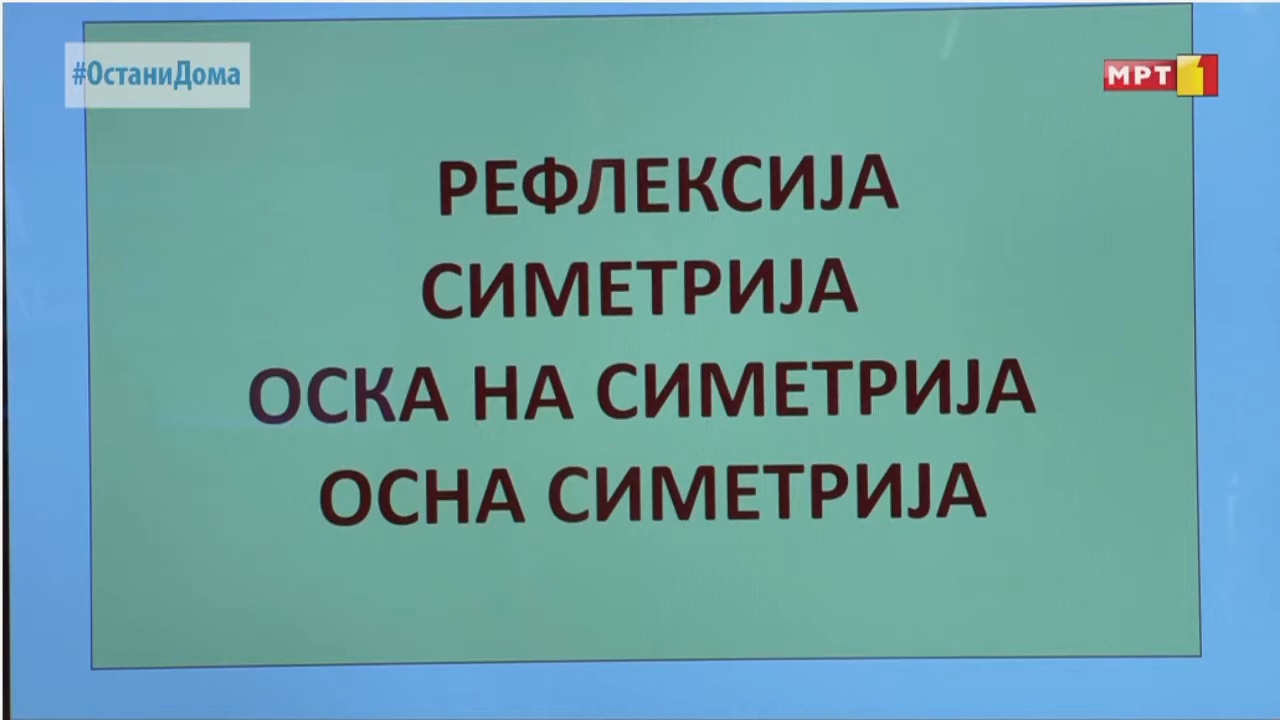 #ОстаниДома
МРТ 1
РЕФЛЕКСИЈА
СИМЕТРИЈА
ОСКА НА СИМЕТРИЈА
ОСНА СИМЕТРИЈА